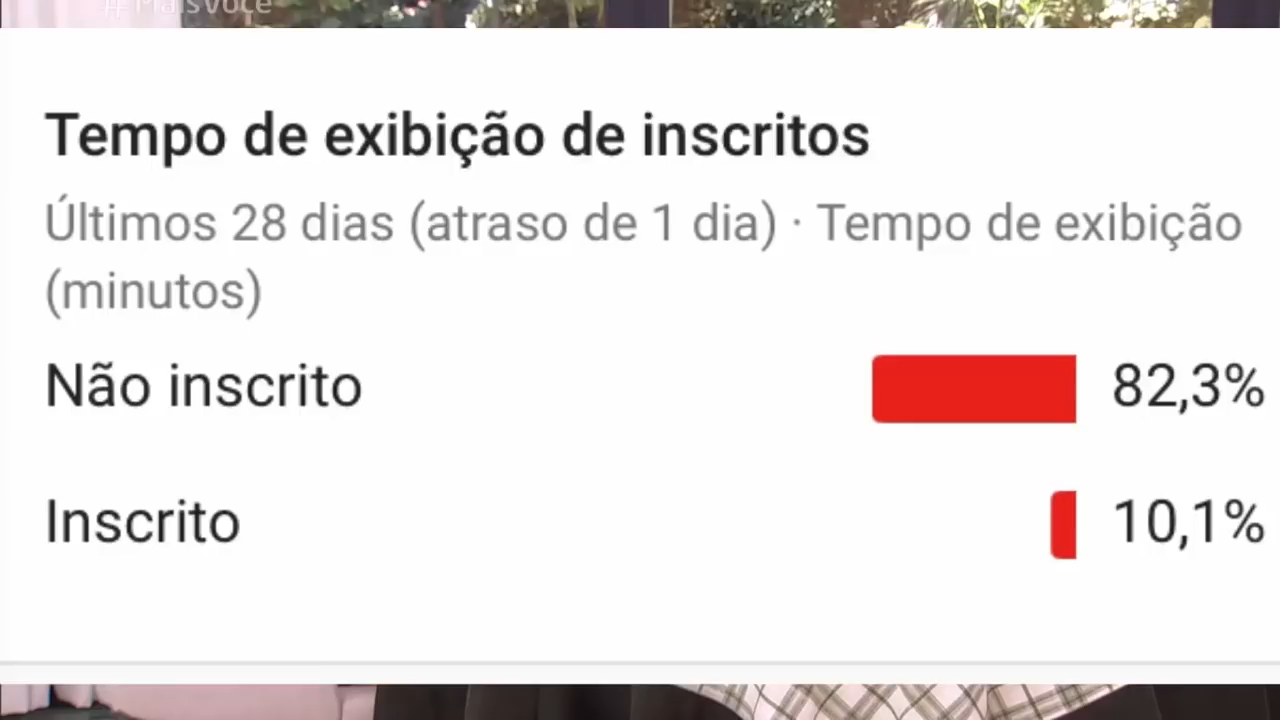 #MaisVocê
Tempo de exibição de inscritos
Últimos 28 dias (atraso de 1 dia) · Tempo de exibição
(minutos)
Não inscrito 82,3%
Inscrito 10,1%